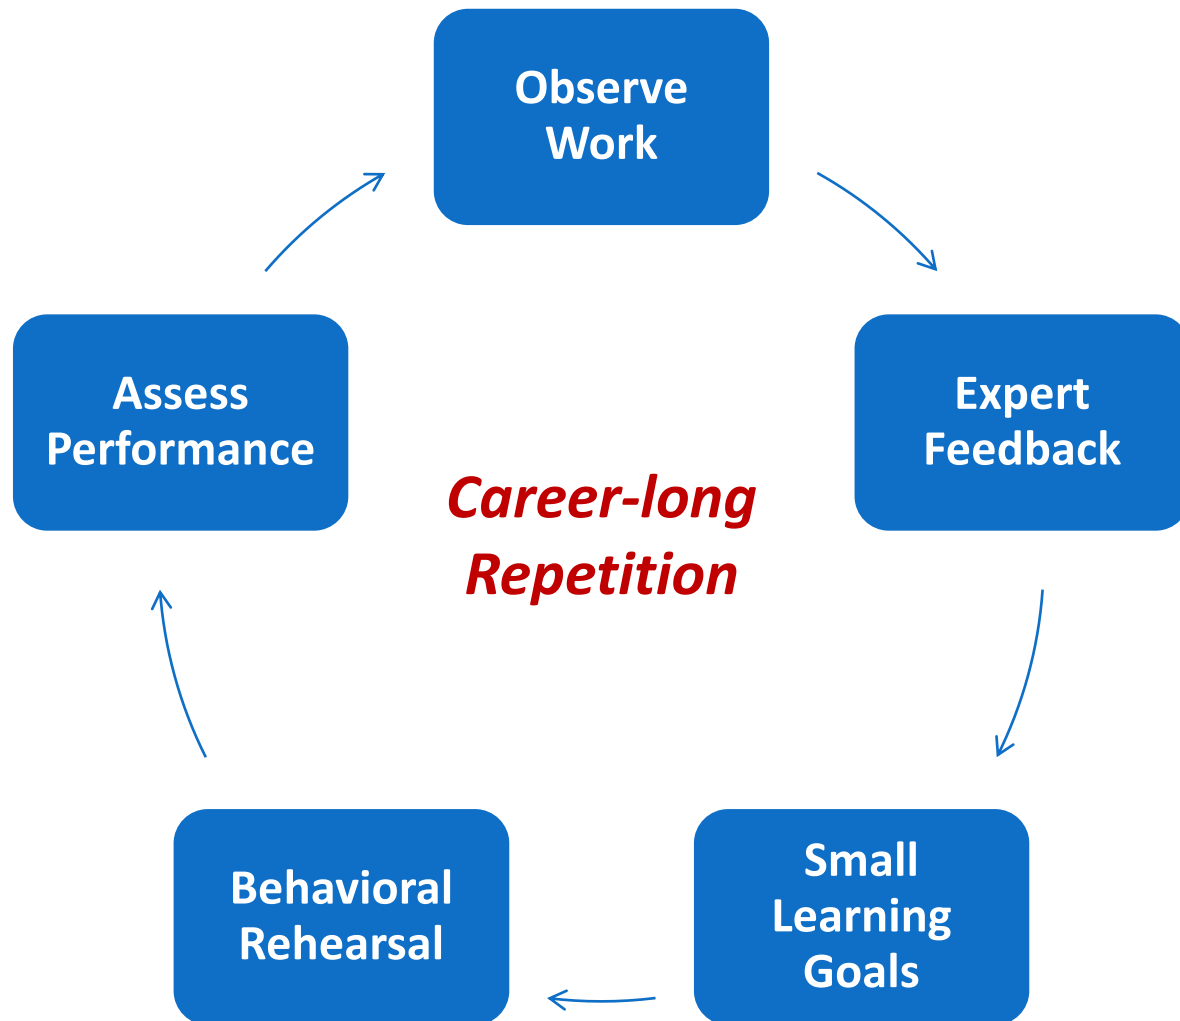 Observe
Work
Expert
Feedback
Small
Learning
Goals
Behavioral
Rehearsal
Assess
Performance
Career-long
Repetition